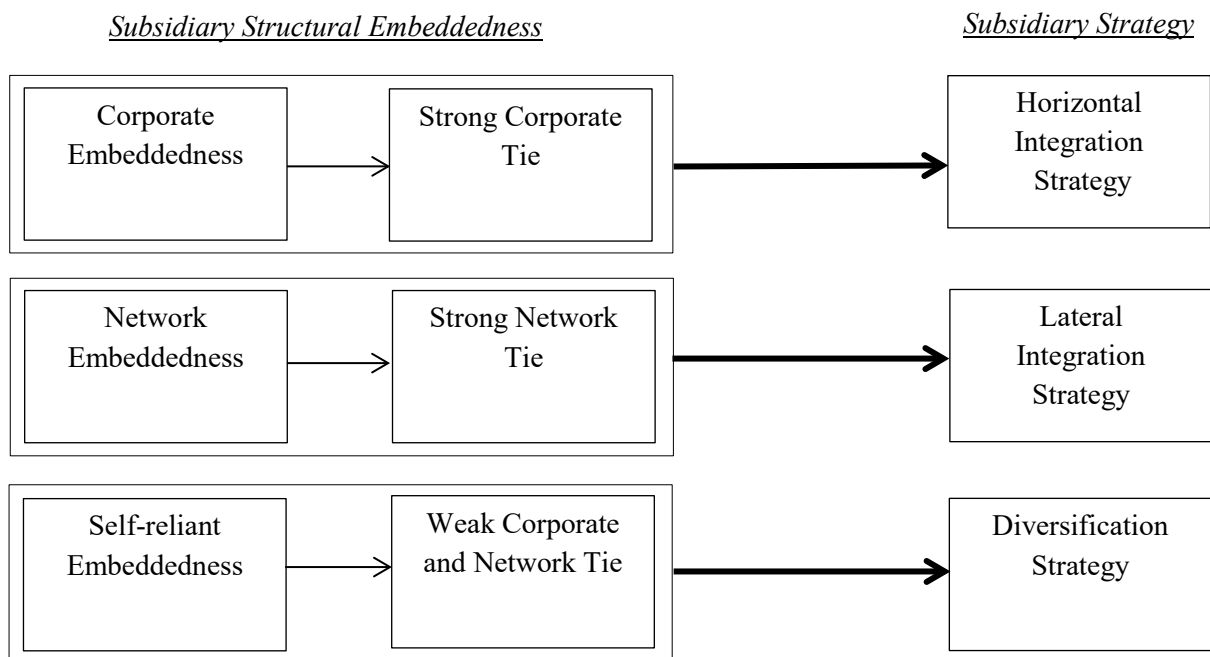 Subsidiary Structural Embeddedness
Subsidiary Strategy
Corporate
Embeddedness
Strong Corporate
Tie
Horizontal
Integration
Strategy
Network
Embeddedness
Strong Network
Tie
Lateral
Integration
Strategy
Self-reliant
Embeddedness
Weak Corporate
and Network Tie
Diversification
Strategy